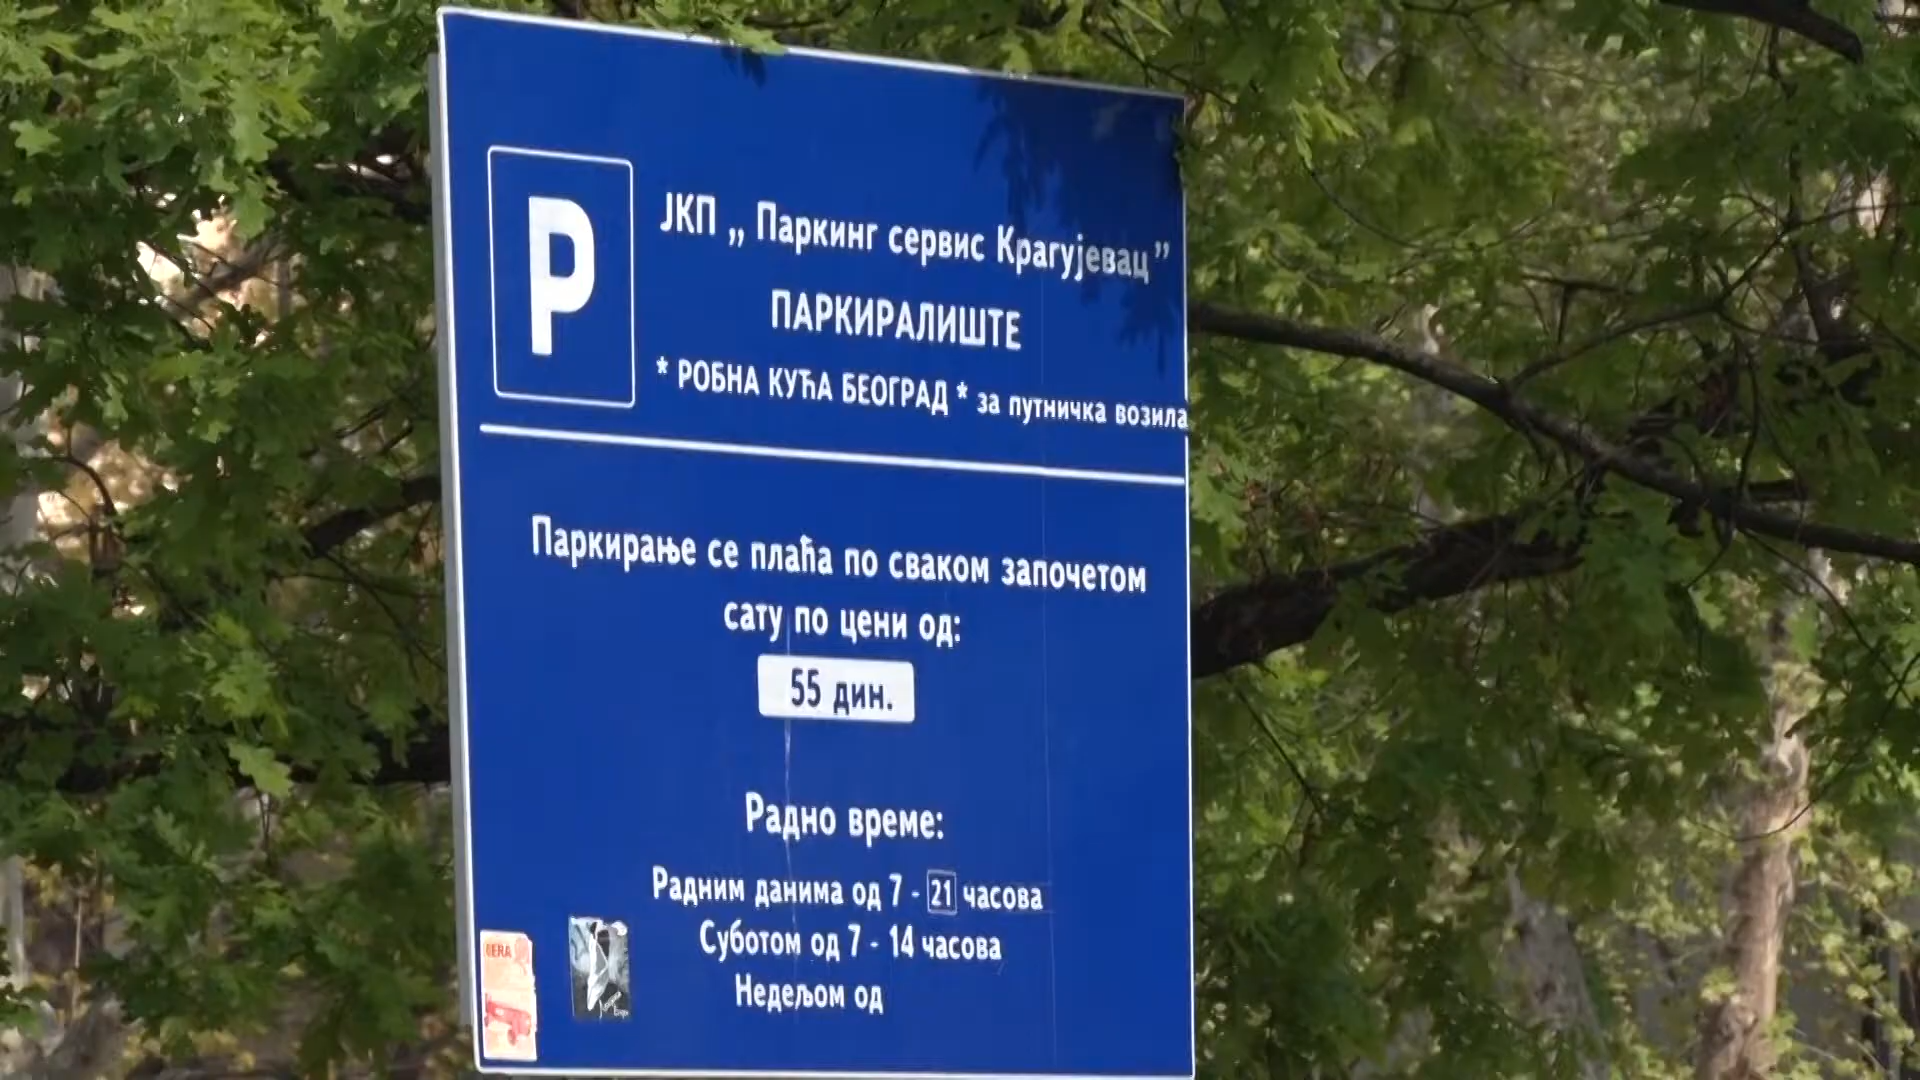 P
ЈКП „ Паркинг сервис Крагујевац”
ПАРКИРАЛИШТЕ
* РОБНА КУЋА БЕОГРАД * за путничка возила
Паркирање се плаћа по сваком започетом
сату по цени од:
55 дин.
Радно време:
Радним данима од 7 - 21 часова
Суботом од 7 - 14 часова
Недељом од